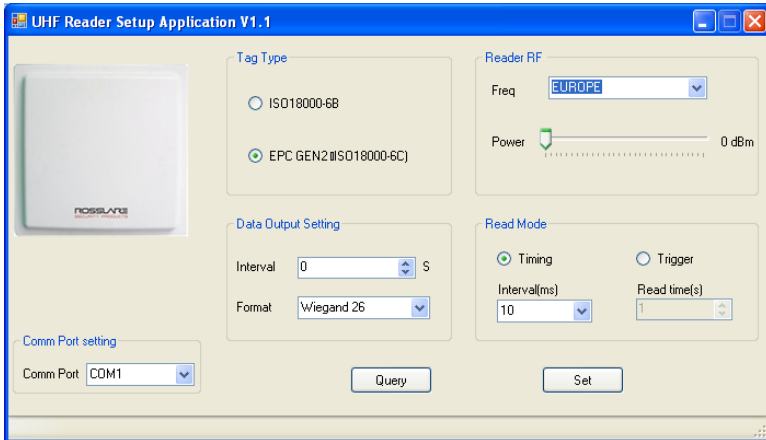 UHF Reader Setup Application V1.1
Tag Type
ISO18000-6B
EPC GEN2 ISO18000-6C)
Reader RF
Freq EUROPE
Power 0 dBm
ROSSLARE
SECURITY PRODUCTS
Data Output Setting
Interval 0 S
Format Wiegand 26
Read Mode
Timing Trigger
Interval(ms) Read time(s)
10 1
Comm Port setting
Comm Port COM1
Query Set